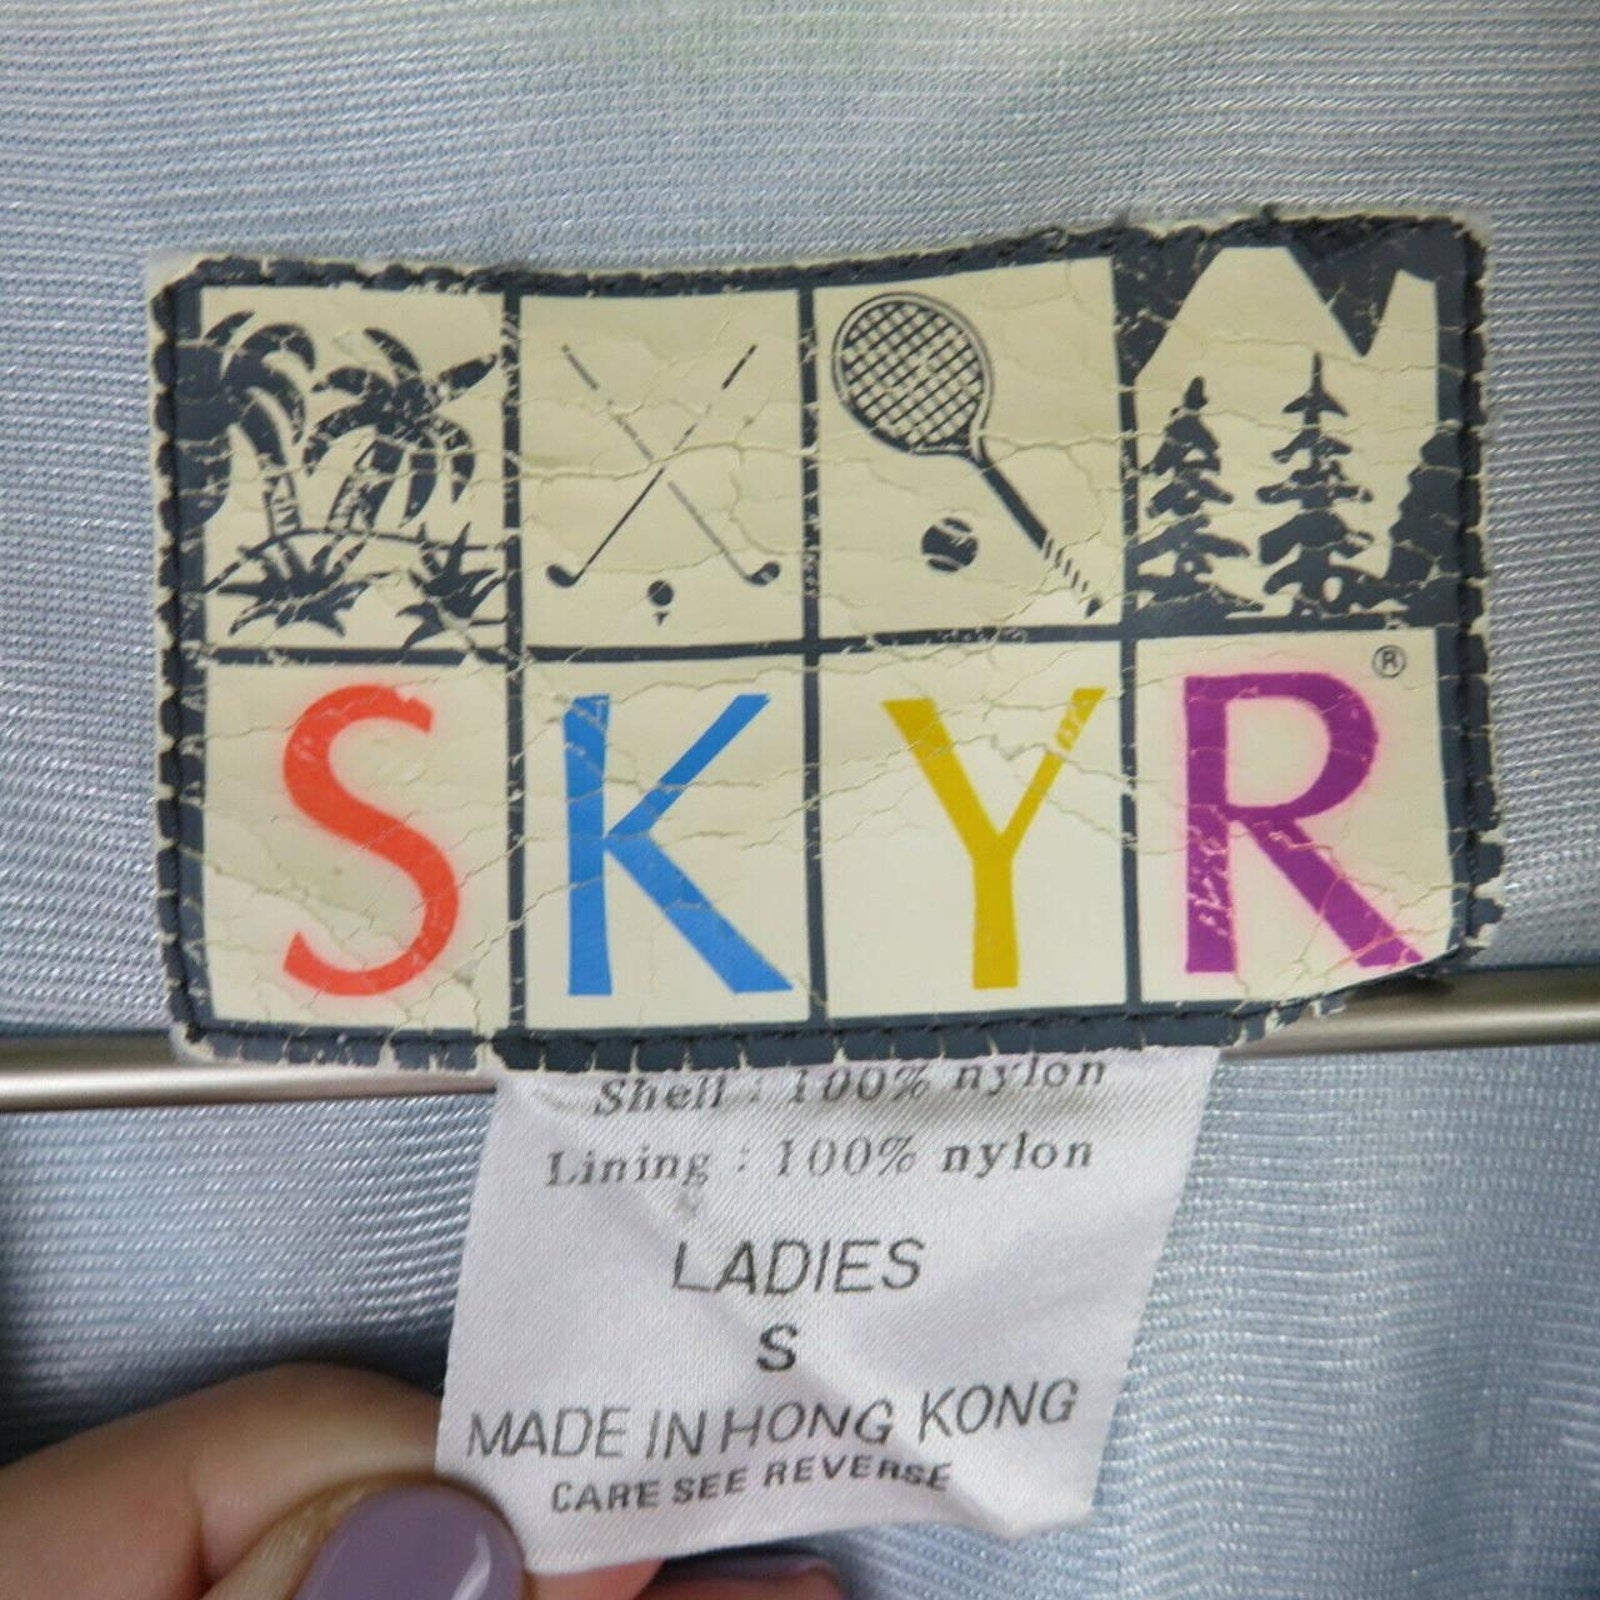 SKYR®
Shell : 100% nylon
Lining : 100% nylon
LADIES
S
MADE IN HONG KONG
CARE SEE REVERSE